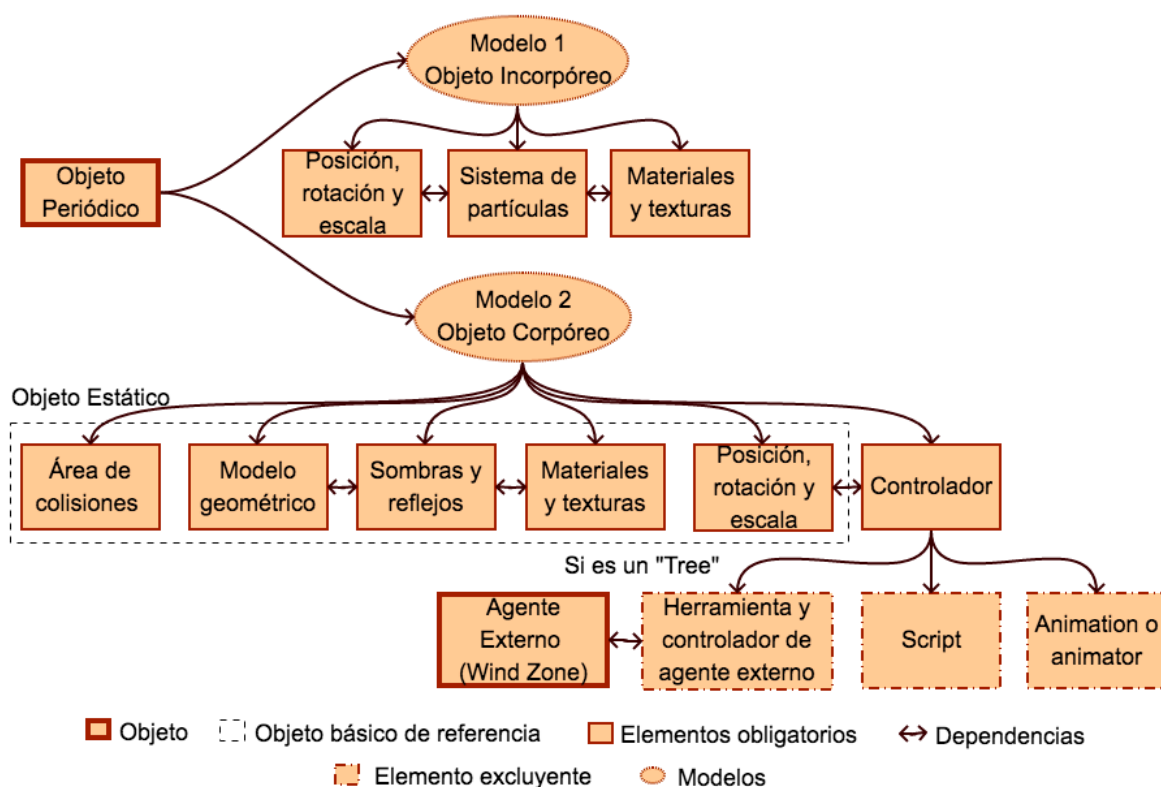 Modelo 1
Objeto Incorpóreo
Objeto
Periódico
Posición,
rotación y
escala
Sistema de
partículas
Materiales
y texturas
Modelo 2
Objeto Corpóreo
Objeto Estático
Área de
colisiones
Modelo
geométrico
Sombras y
reflejos
Materiales
y texturas
Posición,
rotación y
escala
Controlador
Si es un "Tree"
Agente
Externo
(Wind Zone)
Herramienta y
controlador de
agente externo
Script
Animation o
animator
Objeto
Objeto básico de referencia
Elementos obligatorios
Dependencias
Elemento excluyente
Modelos